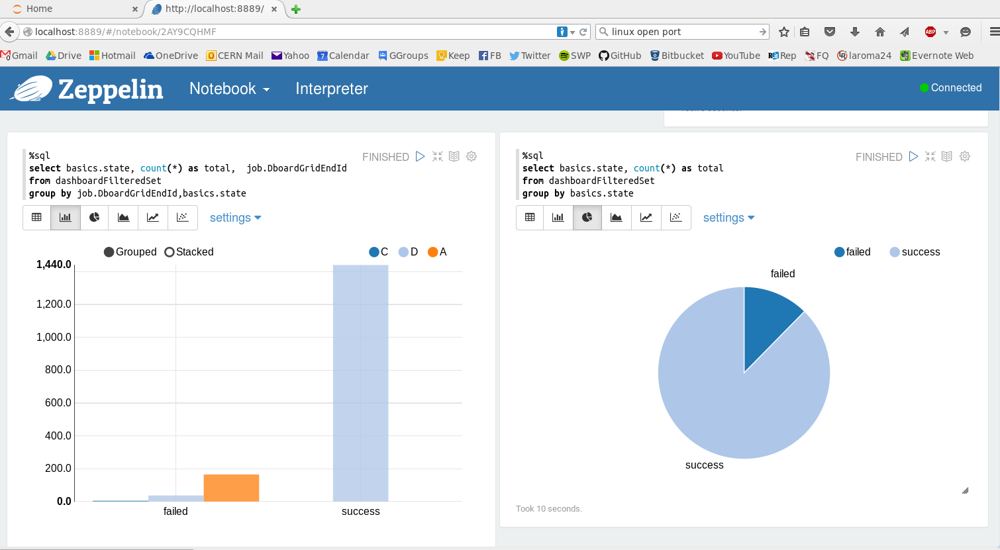 Home
http://localhost:8889/
localhost:8889/#/notebook/2AY9CQHMF
linux open port
ABP
Gmail Drive Hotmail OneDrive CERN Mail Yahoo 7 Calendar GGroups Keep FB Twitter SWP GitHub Bitbucket YouTube Rep FQ laroma24 Evernote Web
Zeppelin Notebook Interpreter Connected
%sql
FINISHED
select basics.state, count(*) as total, job.DboardGridEndId
from dashboardFilteredSet
group by job.DboardGridEndId,basics.state
settings
Grouped Stacked C D A
1,440.0
1,200.0
1,000.0
800.0
600.0
400.0
200.0
0.0
failed success
%sql
FINISHED
select basics.state, count(*) as total
from dashboardFilteredSet
group by basics.state
settings
failed success
failed
success
Took 10 seconds.